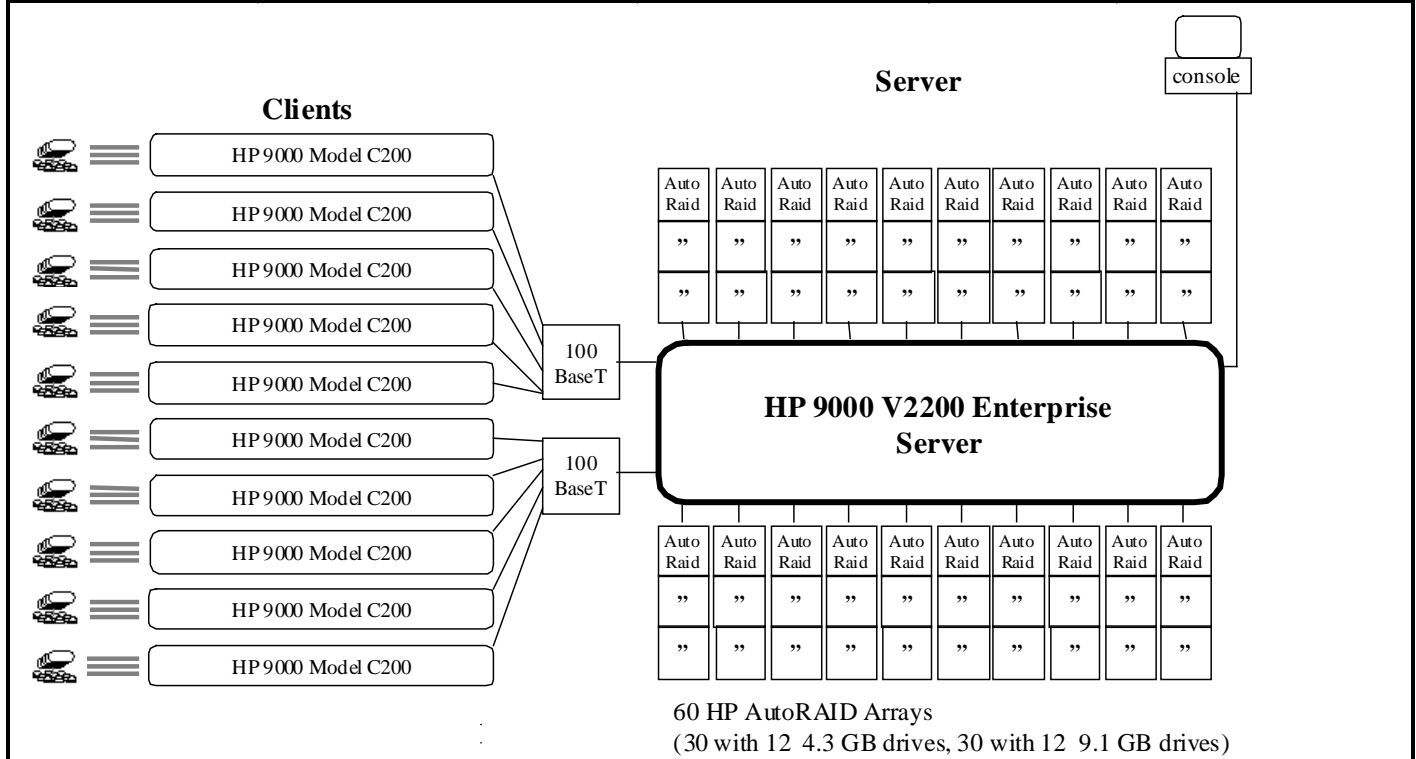 Server
console
Clients
HP 9000 Model C200
HP 9000 Model C200
HP 9000 Model C200
HP 9000 Model C200
HP 9000 Model C200
HP 9000 Model C200
HP 9000 Model C200
HP 9000 Model C200
HP 9000 Model C200
HP 9000 Model C200
100
BaseT
100
BaseT
Auto Auto Auto Auto Auto Auto Auto Auto Auto Auto
Raid Raid Raid Raid Raid Raid Raid Raid Raid Raid
” ” ” ” ” ” ” ” ” ”
” ” ” ” ” ” ” ” ” ”
HP 9000 V2200 Enterprise
Server
Auto Auto Auto Auto Auto Auto Auto Auto Auto Auto
Raid Raid Raid Raid Raid Raid Raid Raid Raid Raid
” ” ” ” ” ” ” ” ” ”
” ” ” ” ” ” ” ” ” ”
60 HP AutoRAID Arrays
(30 with 12 4.3 GB drives, 30 with 12 9.1 GB drives)